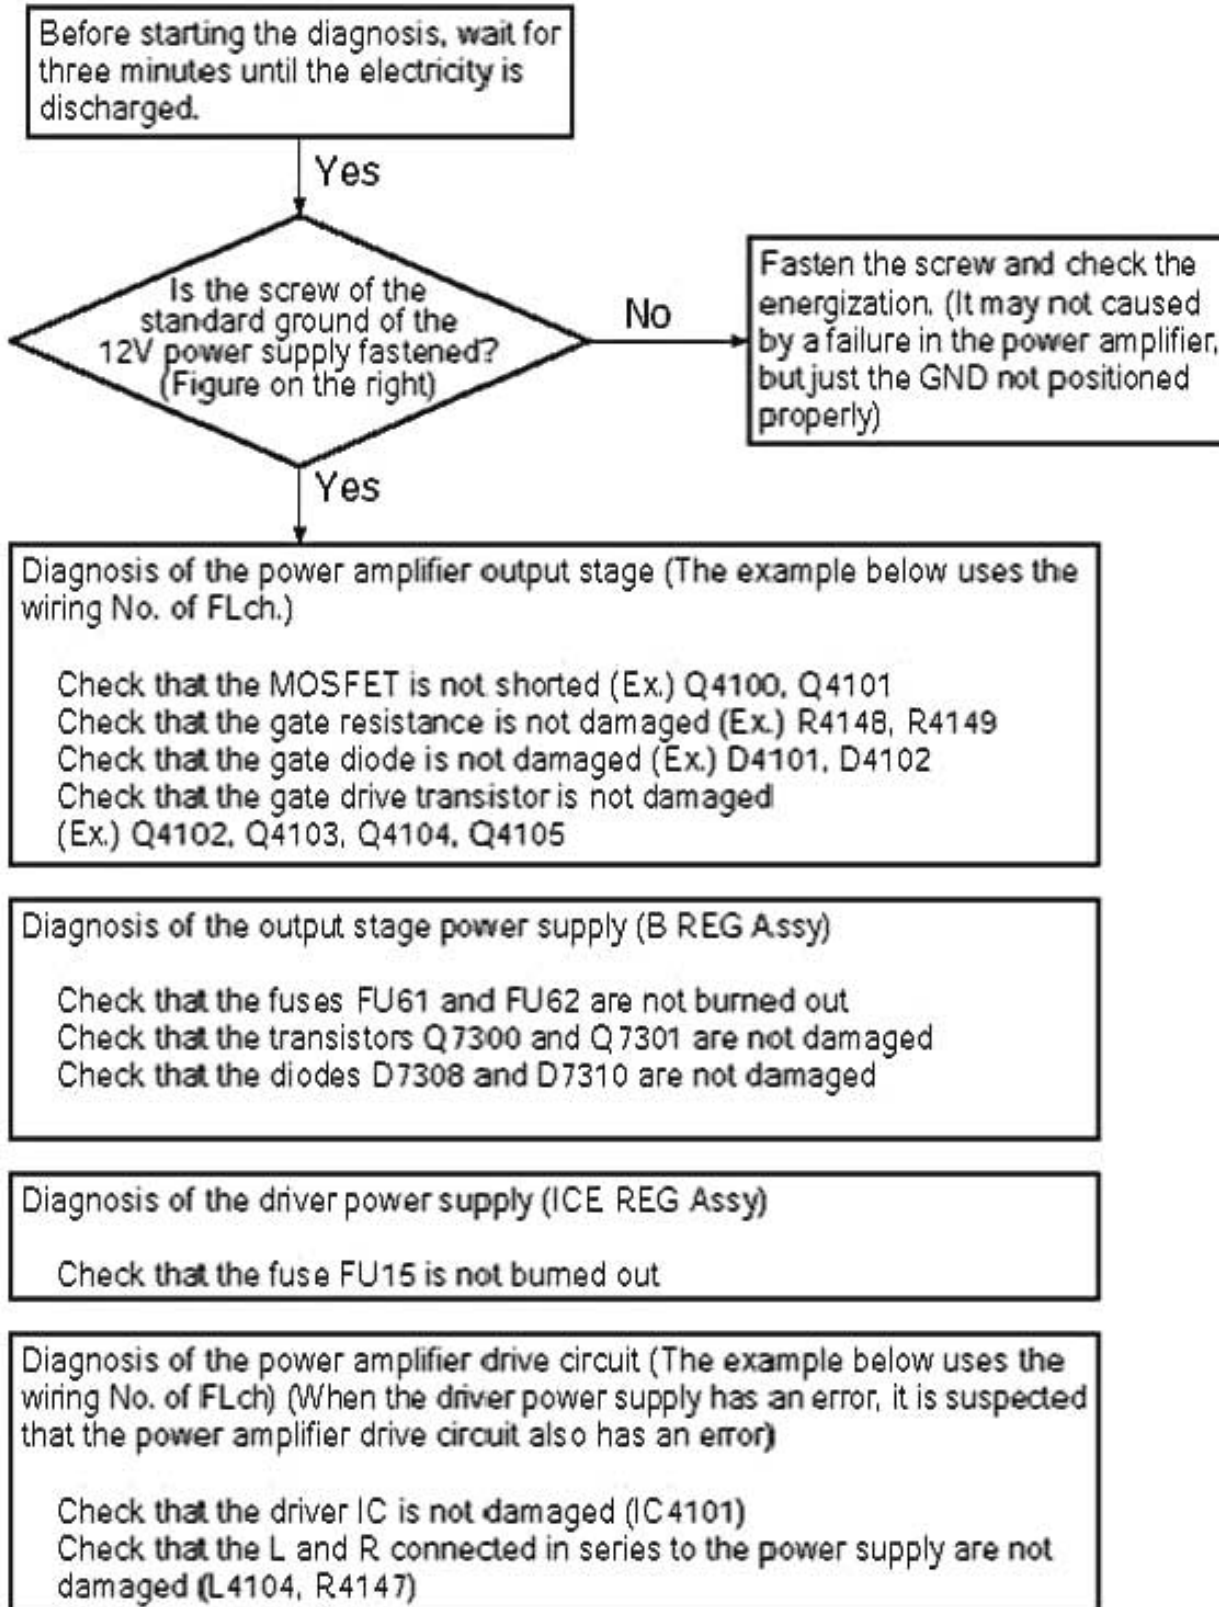 Before starting the diagnosis, wait for
three minutes until the electricity is
discharged.
Yes
Is the screw of the
standard ground of the
12V power supply fastened?
(Figure on the right)
No
Fasten the screw and check the
energization. (It may not caused
by a failure in the power amplifier,
but just the GND not positioned
properly)
Yes
Diagnosis of the power amplifier output stage (The example below uses the
wiring No. of FLch.)
Check that the MOSFET is not shorted (Ex.) Q4100, Q4101
Check that the gate resistance is not damaged (Ex.) R4148, R4149
Check that the gate diode is not damaged (Ex.) D4101, D4102
Check that the gate drive transistor is not damaged
(Ex.) Q4102, Q4103, Q4104, Q4105
Diagnosis of the output stage power supply (B REG Assy)
Check that the fuses FU61 and FU62 are not burned out
Check that the transistors Q7300 and Q7301 are not damaged
Check that the diodes D7308 and D7310 are not damaged
Diagnosis of the driver power supply (ICE REG Assy)
Check that the fuse FU15 is not burned out
Diagnosis of the power amplifier drive circuit (The example below uses the
wiring No. of FLch) (When the driver power supply has an error, it is suspected
that the power amplifier drive circuit also has an error)
Check that the driver IC is not damaged (IC4101)
Check that the L and R connected in series to the power supply are not
damaged (L4104, R4147)